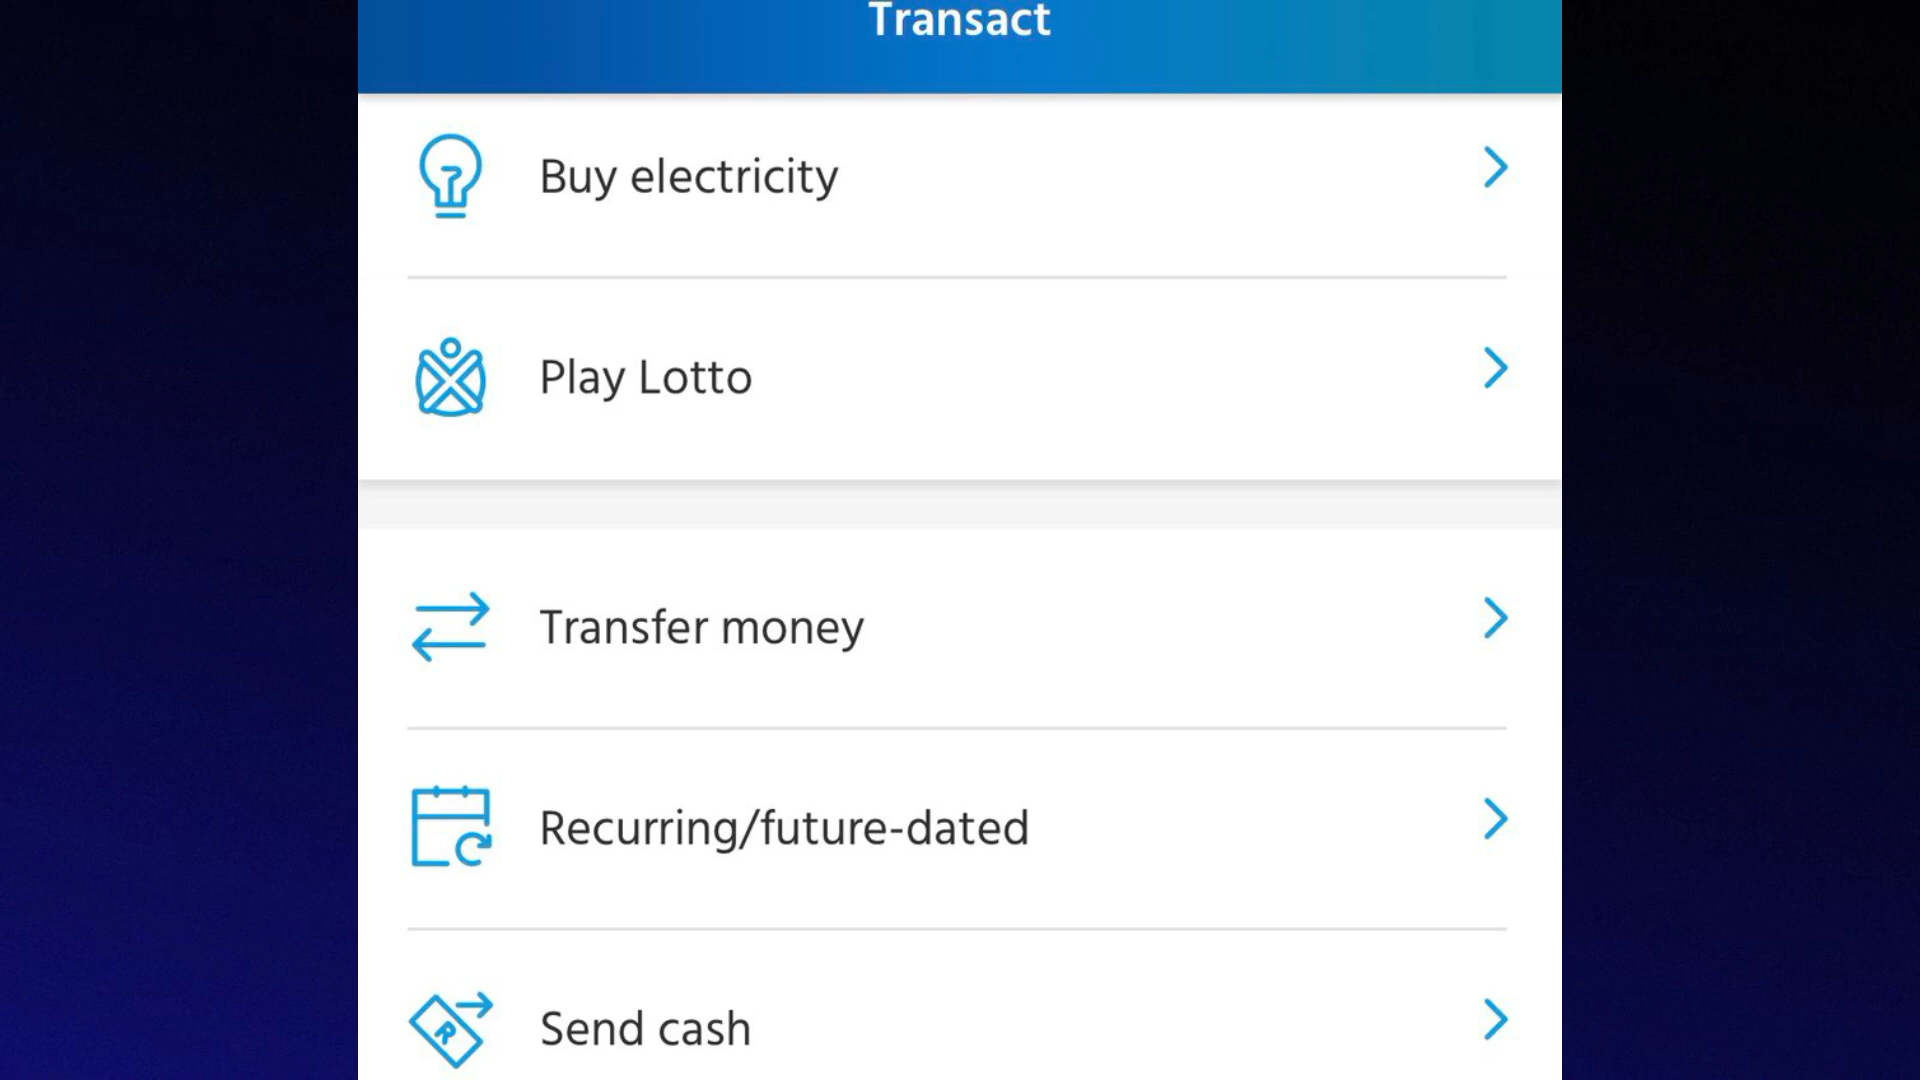 Transact
Buy electricity
Play Lotto
Transfer money
Recurring/future-dated
R
Send cash